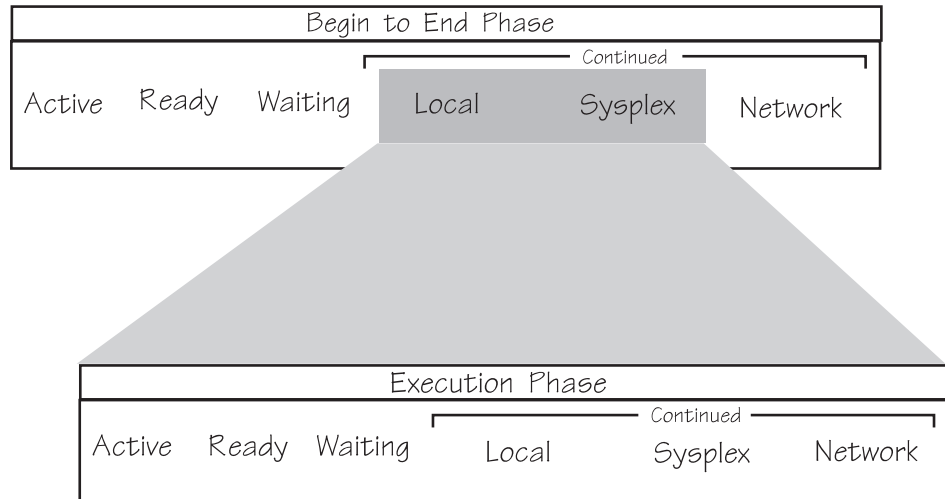 Begin to End Phase
Continued
Active Ready Waiting Local Sysplex Network
Execution Phase
Continued
Active Ready Waiting Local Sysplex Network